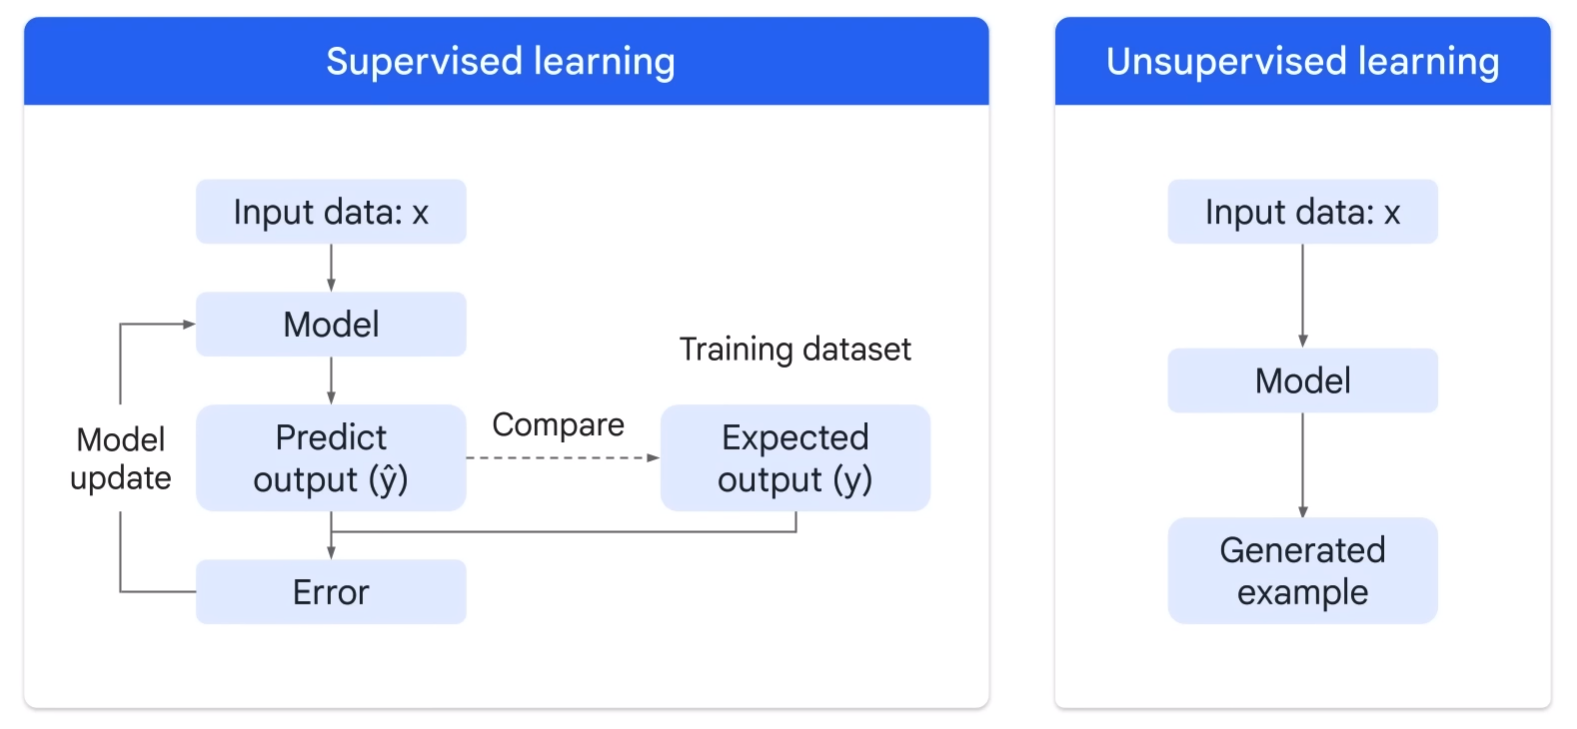 Supervised learning
Input data: x
Model
Training dataset
Compare
Model
update
Predict
output (ŷ)
Expected
output (y)
Error
Unsupervised learning
Input data: x
Model
Generated
example